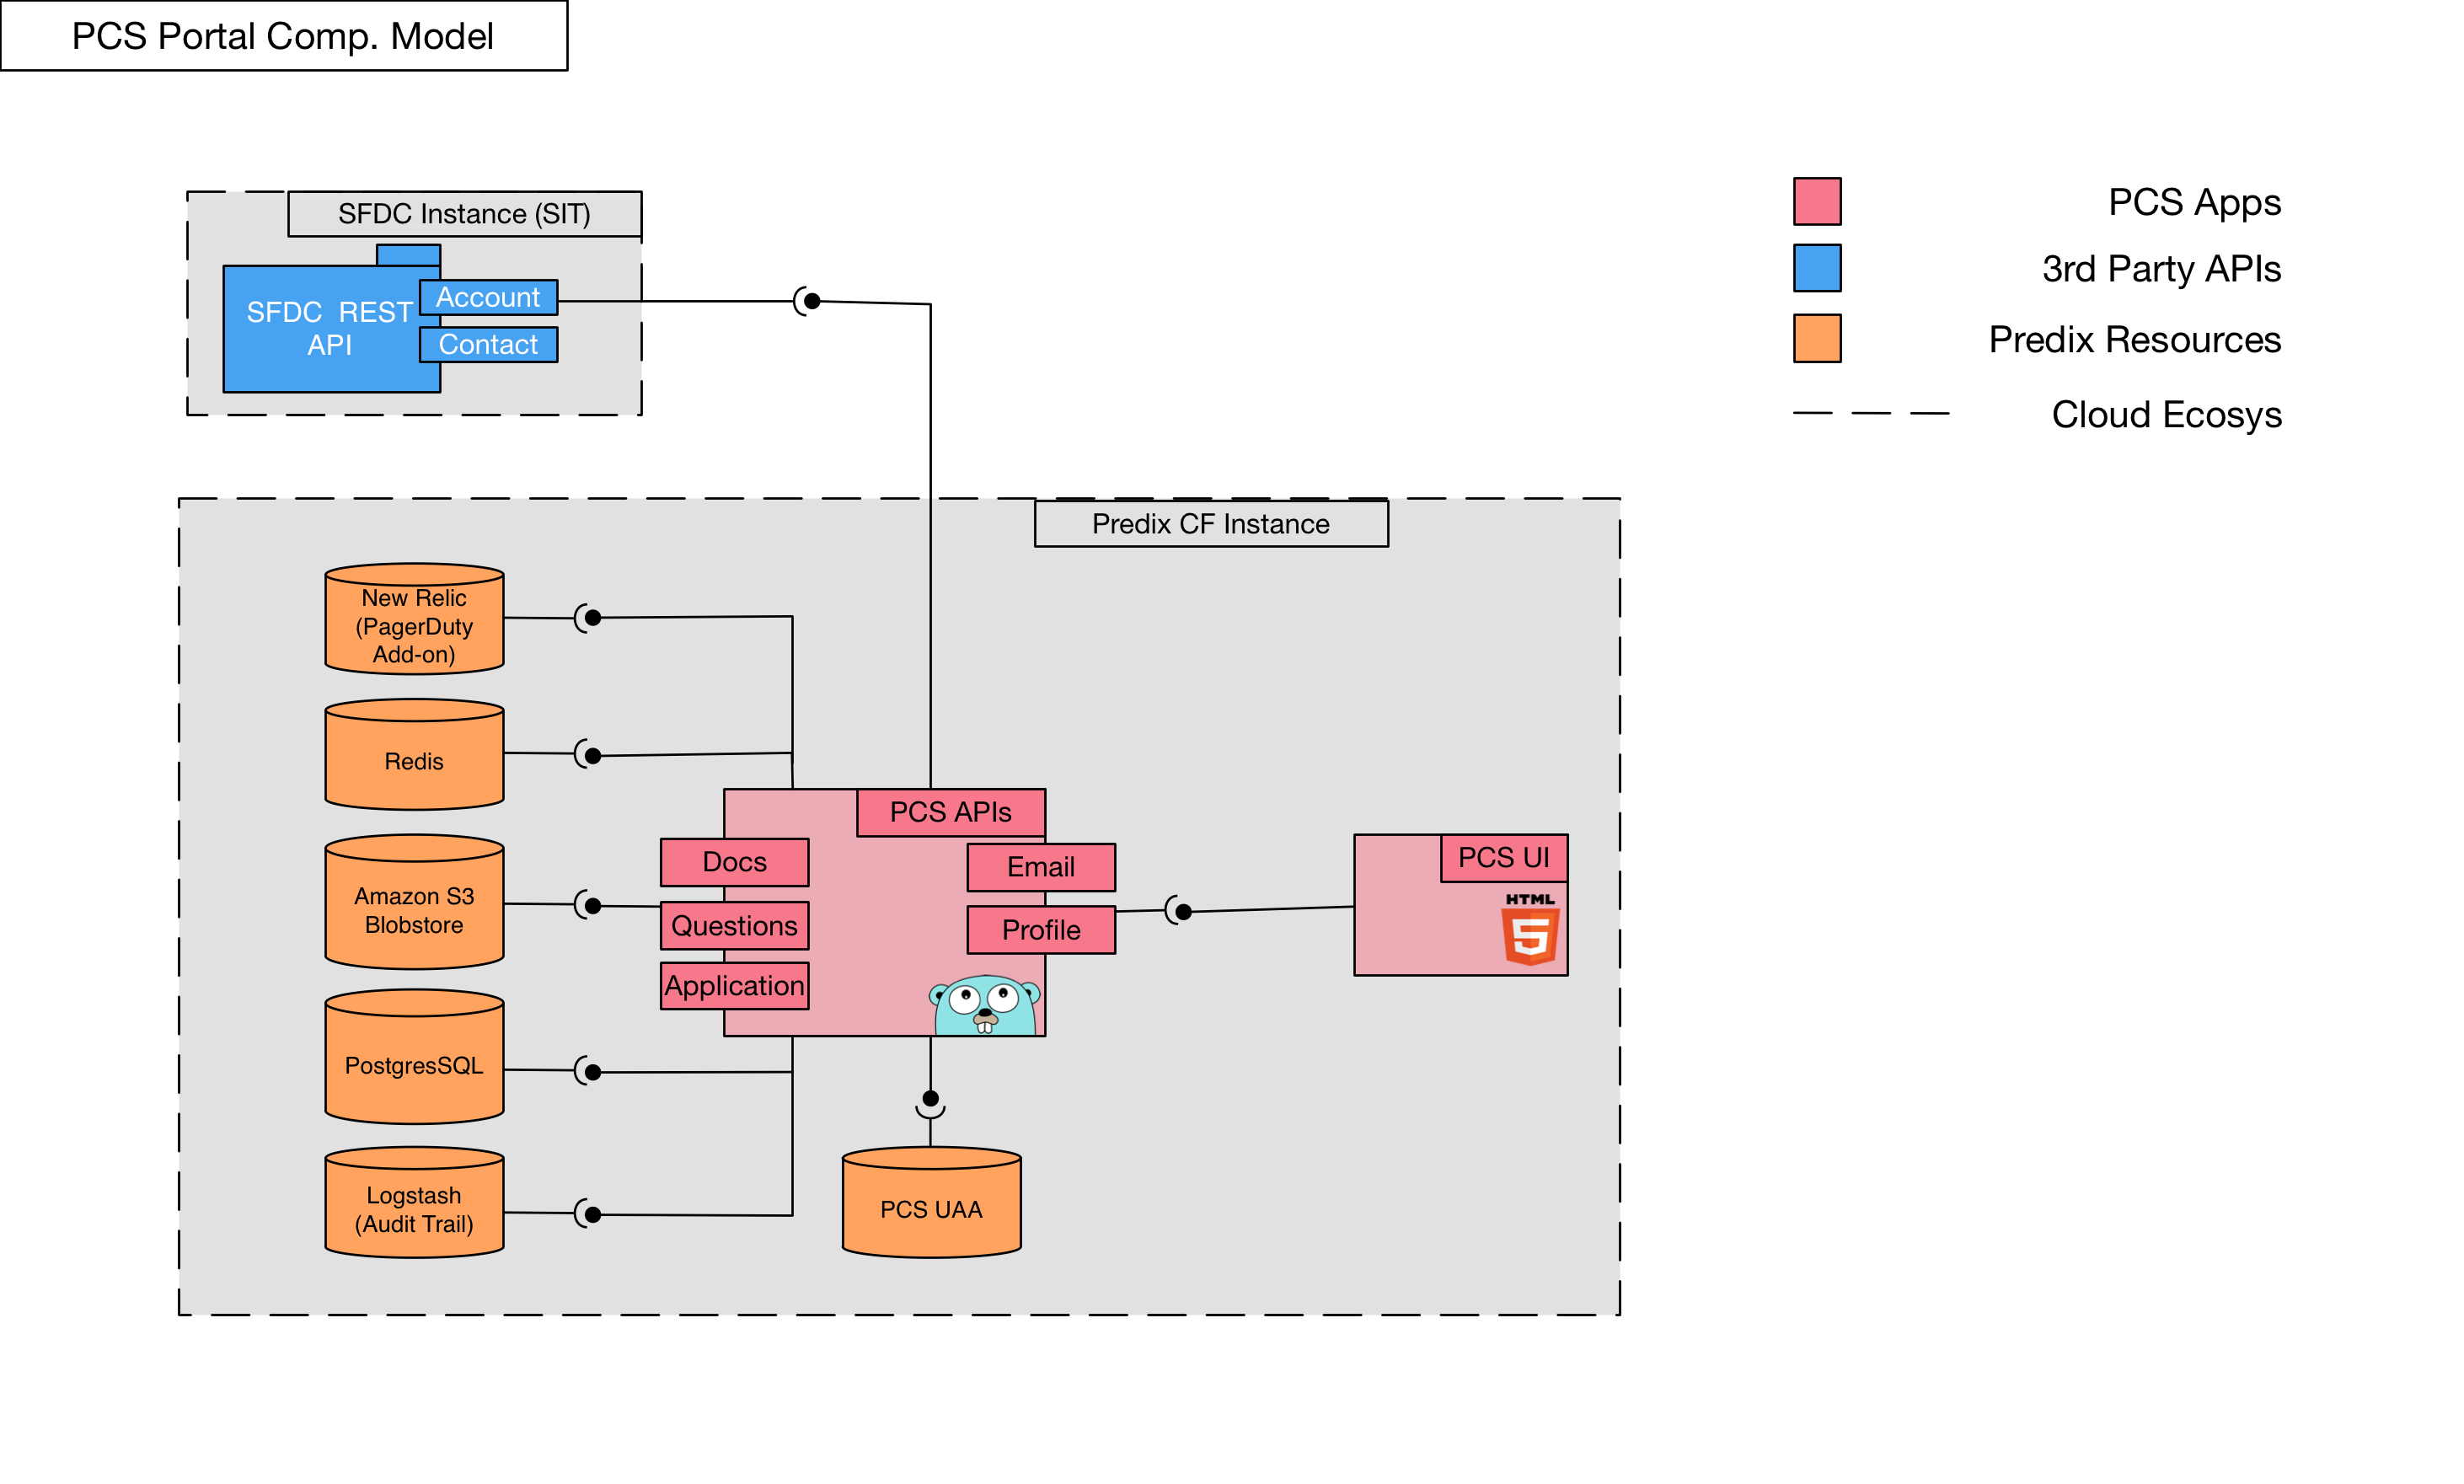 PCS Portal Comp. Model
SFDC Instance (SIT)
SFDC REST
API
Account
Contact
PCS Apps
3rd Party APIs
Predix Resources
Cloud Ecosys
Predix CF Instance
New Relic
(PagerDuty
Add-on)
Redis
Amazon S3
Blobstore
PostgresSQL
Logstash
(Audit Trail)
PCS APIs
Docs
Questions
Application
Email
Profile
PCS UI
HTML
5
PCS UAA